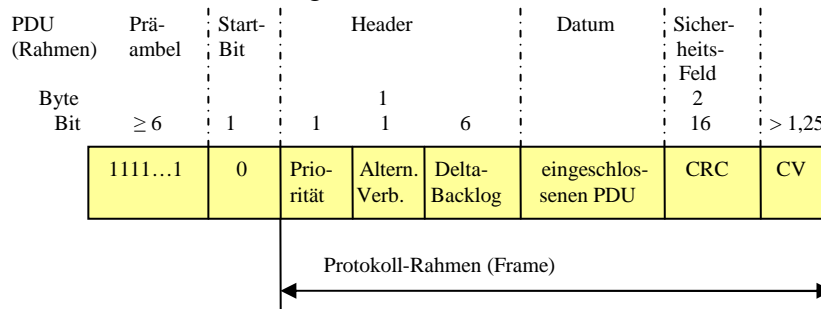 PDU Prä- Start- Header Datum Sicher-
(Rahmen) ambel Bit heits-
Feld
Byte 1 2
Bit ≥ 6 1 1 1 6 16 > 1,25
1111…1 0 Prio- Altern. Delta- eingeschlos- CRC CV
rität Verb. Backlog senen PDU
Protokoll-Rahmen (Frame)